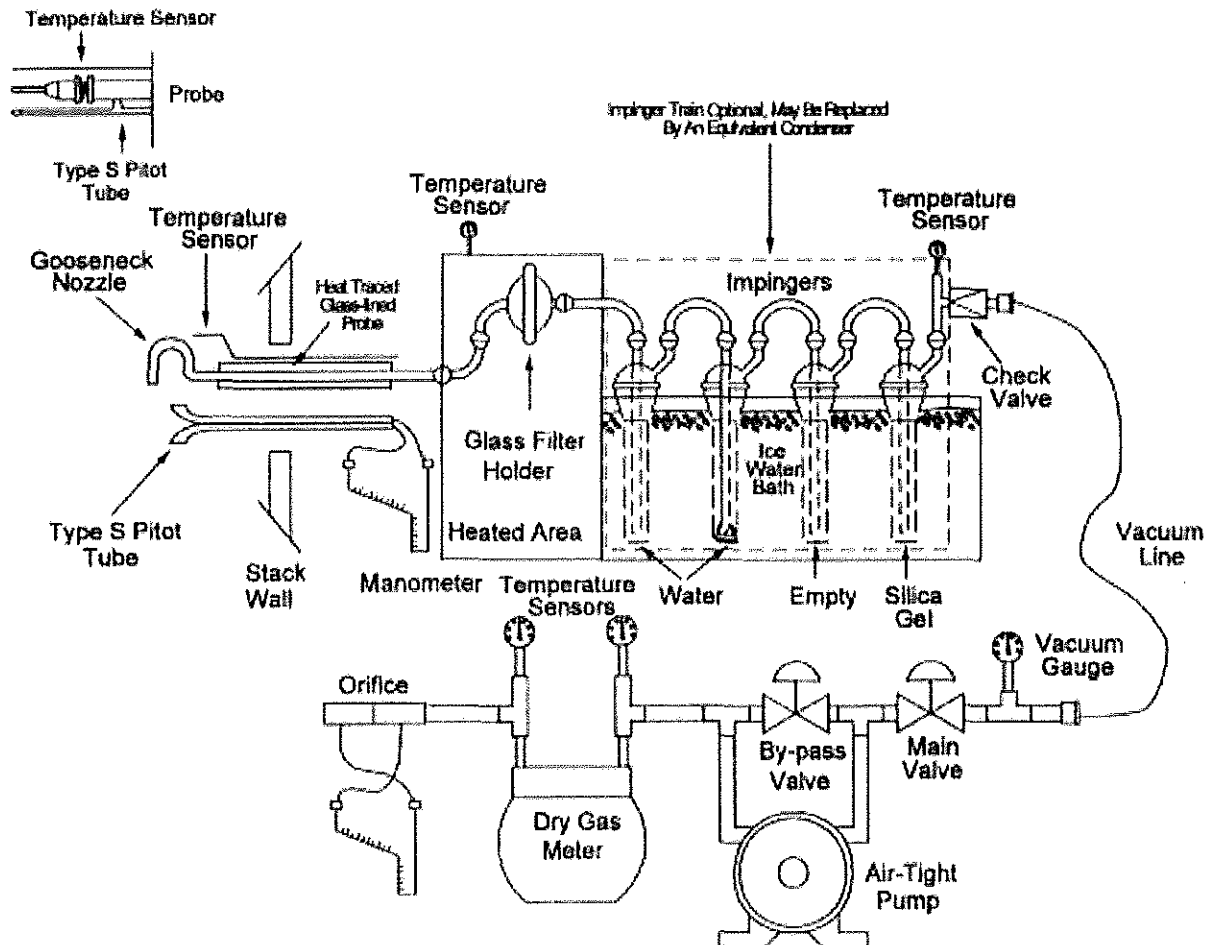 Temperature Sensor
Probe
Type S Pitot
Tube
Impinger Train Optional, May Be Replaced
By An Equivalent Condenser
Temperature
Sensor
Temperature
Sensor
Temperature
Sensor
Gooseneck
Nozzle
Heat Traced
Glass-lined
Probe
Impingers
Check
Valve
Glass Filter
Holder
Ice
Water
Bath
Type S Pitot
Tube
Heated Area
Vacuum
Line
Stack
Wall
Manometer
Temperature
Sensors
Water
Empty
Silica
Gel
Vacuum
Gauge
Orifice
By-pass
Valve
Main
Valve
Dry Gas
Meter
Air-Tight
Pump